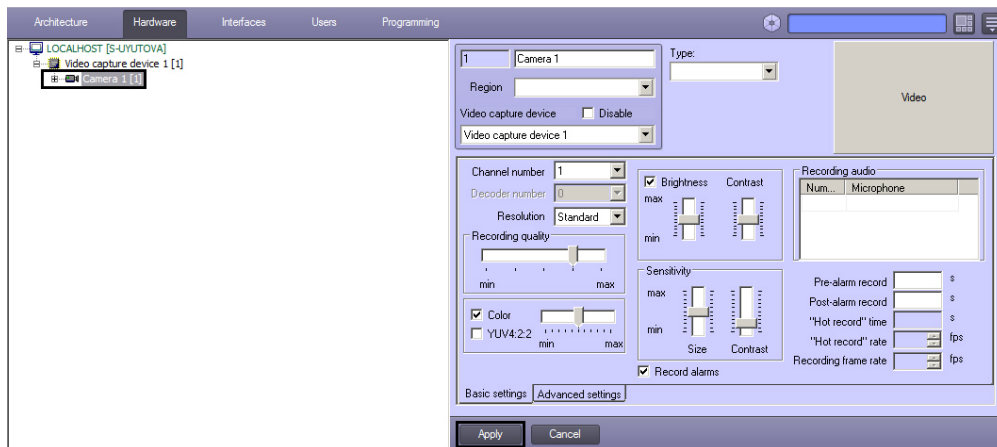 Architecture Hardware Interfaces Users Programming
LOCALHOST [S-UYUTOVA]
Video capture device 1 [1]
Camera 1 [1]
1 Camera 1
Type:
Region
Video capture device Disable
Video capture device 1
Video
Channel number 1
Decoder number 0
Resolution Standard
Recording quality
min max
Color
YUV4:2:2
min max
Brightness Contrast
max
min
Sensitivity
max
min
Size Contrast
Record alarms
Recording audio
Num... Microphone
Pre-alarm record s
Post-alarm record s
"Hot record" time s
"Hot record" rate fps
Recording frame rate fps
Basic settings Advanced settings
Apply Cancel